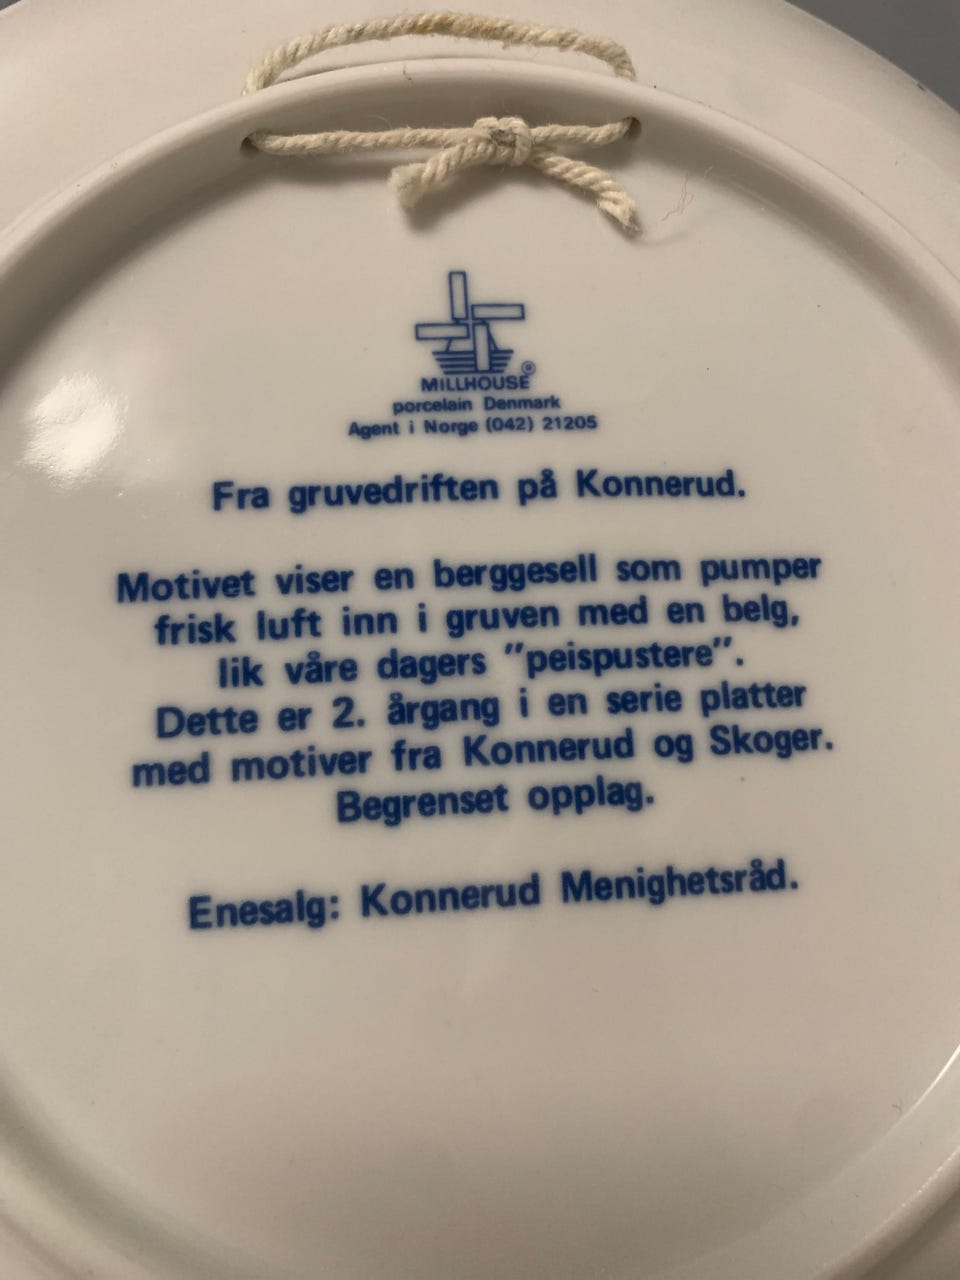 MILLHOUSE ®
porcelain Denmark
Agent i Norge (042) 21205
Fra gruvedriften på Konnerud.
Motivet viser en berggesell som pumper
frisk luft inn i gruven med en belg,
lik våre dagers "peispustere".
Dette er 2. årgang i en serie platter
med motiver fra Konnerud og Skoger.
Begrenset opplag.
Enesalg: Konnerud Menighetsråd.